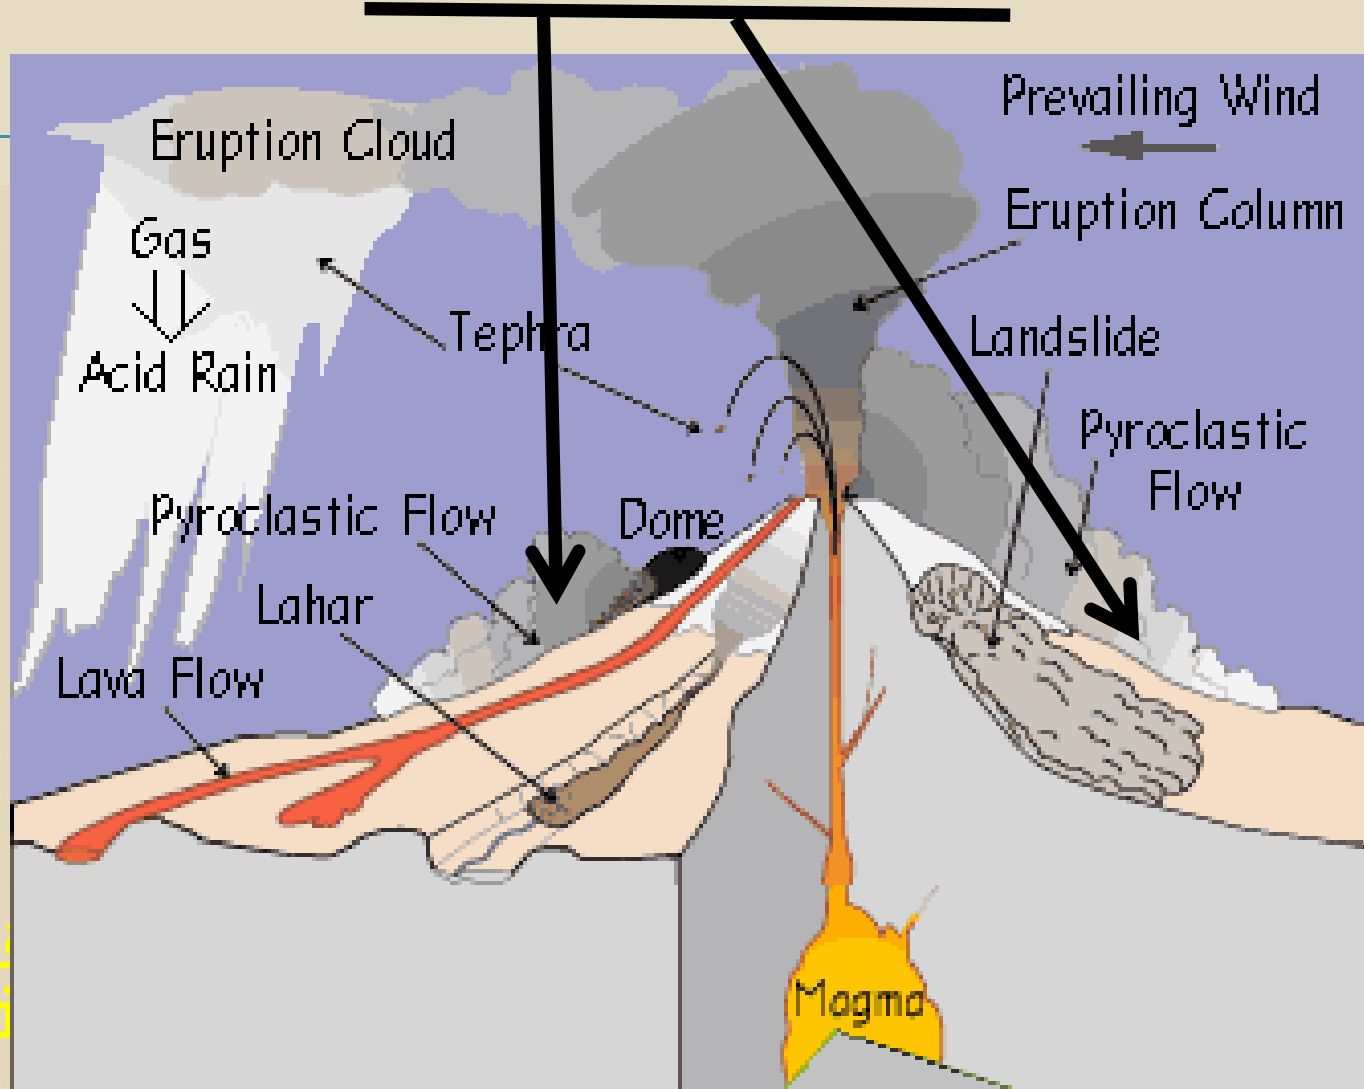 Prevailing Wind
Eruption Cloud
Eruption Column
Gas
Tephra
Landslide
Acid Rain
Pyroclastic
Flow
Pyroclastic Flow
Dome
Lahar
Lava Flow
Magma